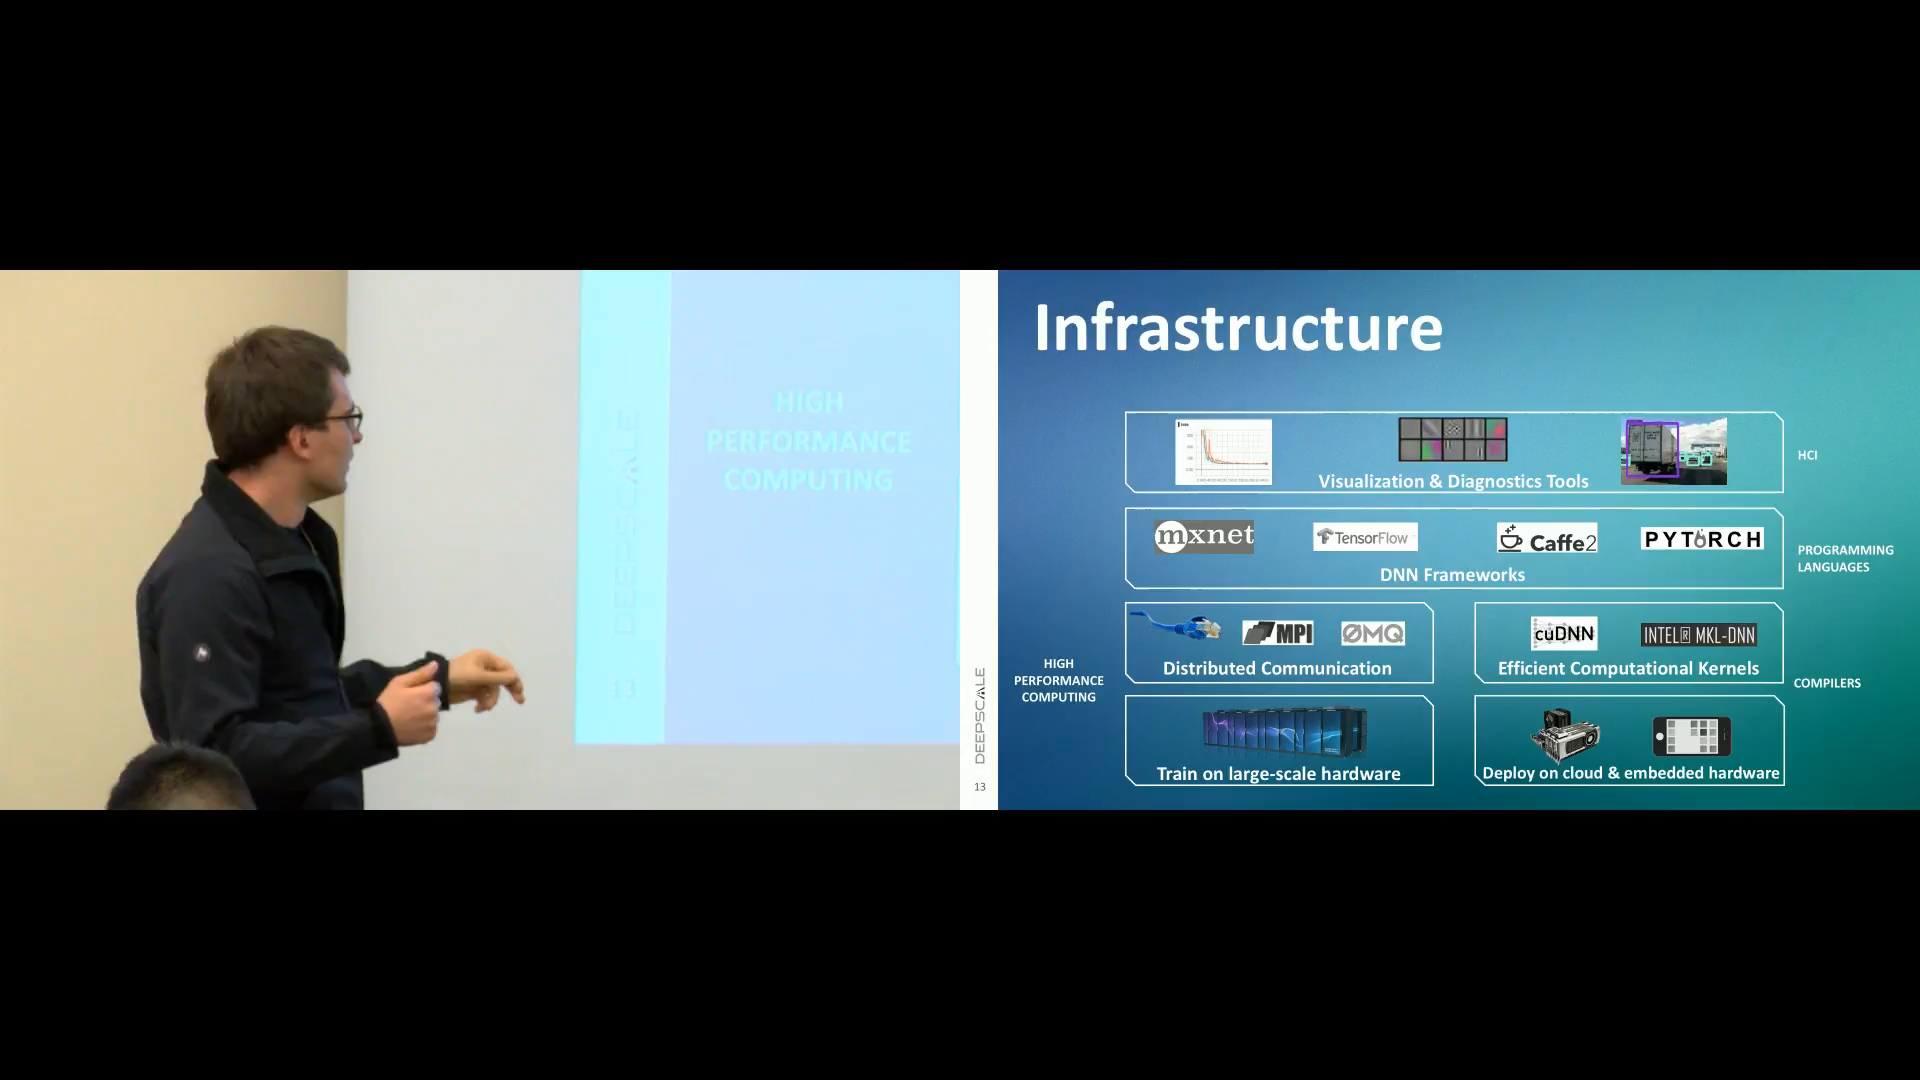 HIGH
PERFORMANCE
COMPUTING
DEEPSCALE
13
Infrastructure
Visualization & Diagnostics Tools
HCI
mxnet
TensorFlow
Caffe2
PYTORCH
DNN Frameworks
PROGRAMMING
LANGUAGES
MPI
ØMQ
Distributed Communication
cuDNN
INTEL® MKL-DNN
Efficient Computational Kernels
HIGH
PERFORMANCE
COMPUTING
COMPILERS
Train on large-scale hardware
Deploy on cloud & embedded hardware
DEEPSCALE
13